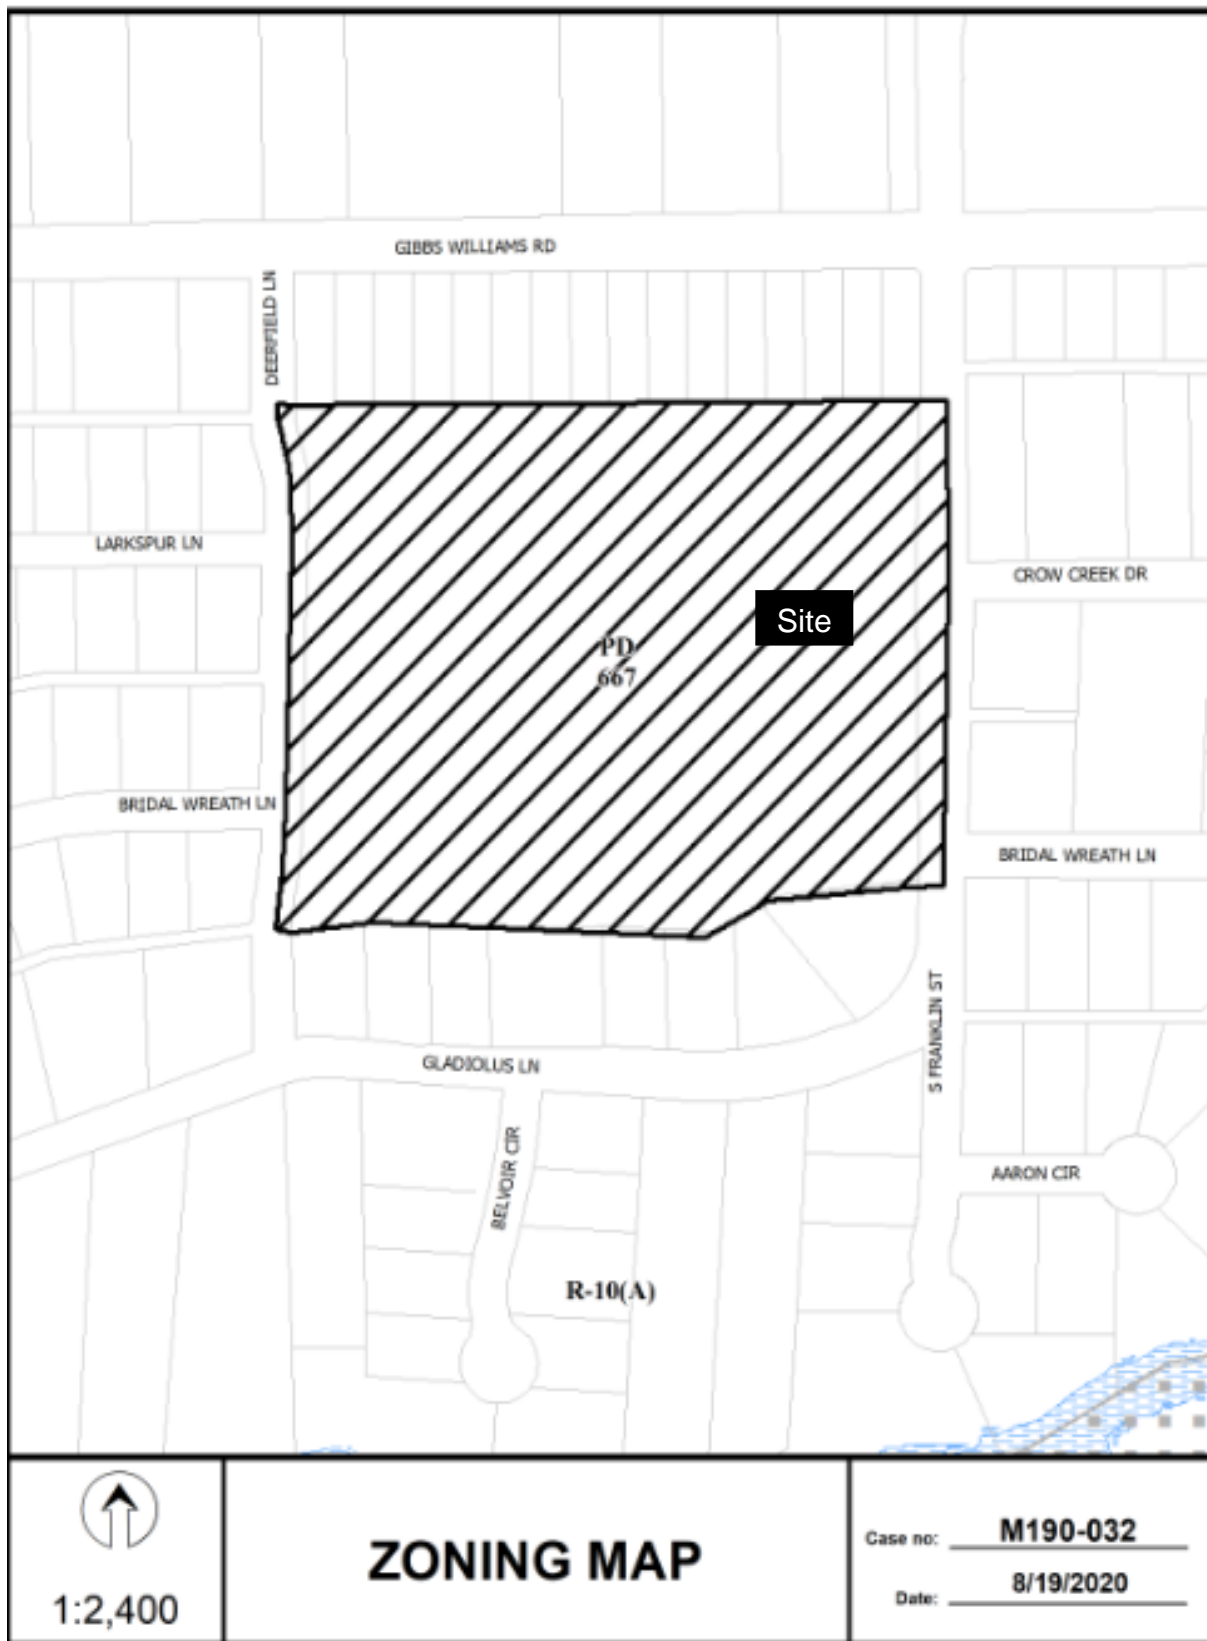 GIBBS WILLIAMS RD
DEERFIELD LN
LARKSPUR LN
CROW CREEK DR
Site
PD
667
BRIDAL WREATH LN
BRIDAL WREATH LN
S FRANKLIN ST
GLADIOLUS LN
BELVOIR CIR
AARON CIR
R-10(A)
1:2,400
ZONING MAP
Case no: M190-032
Date: 8/19/2020